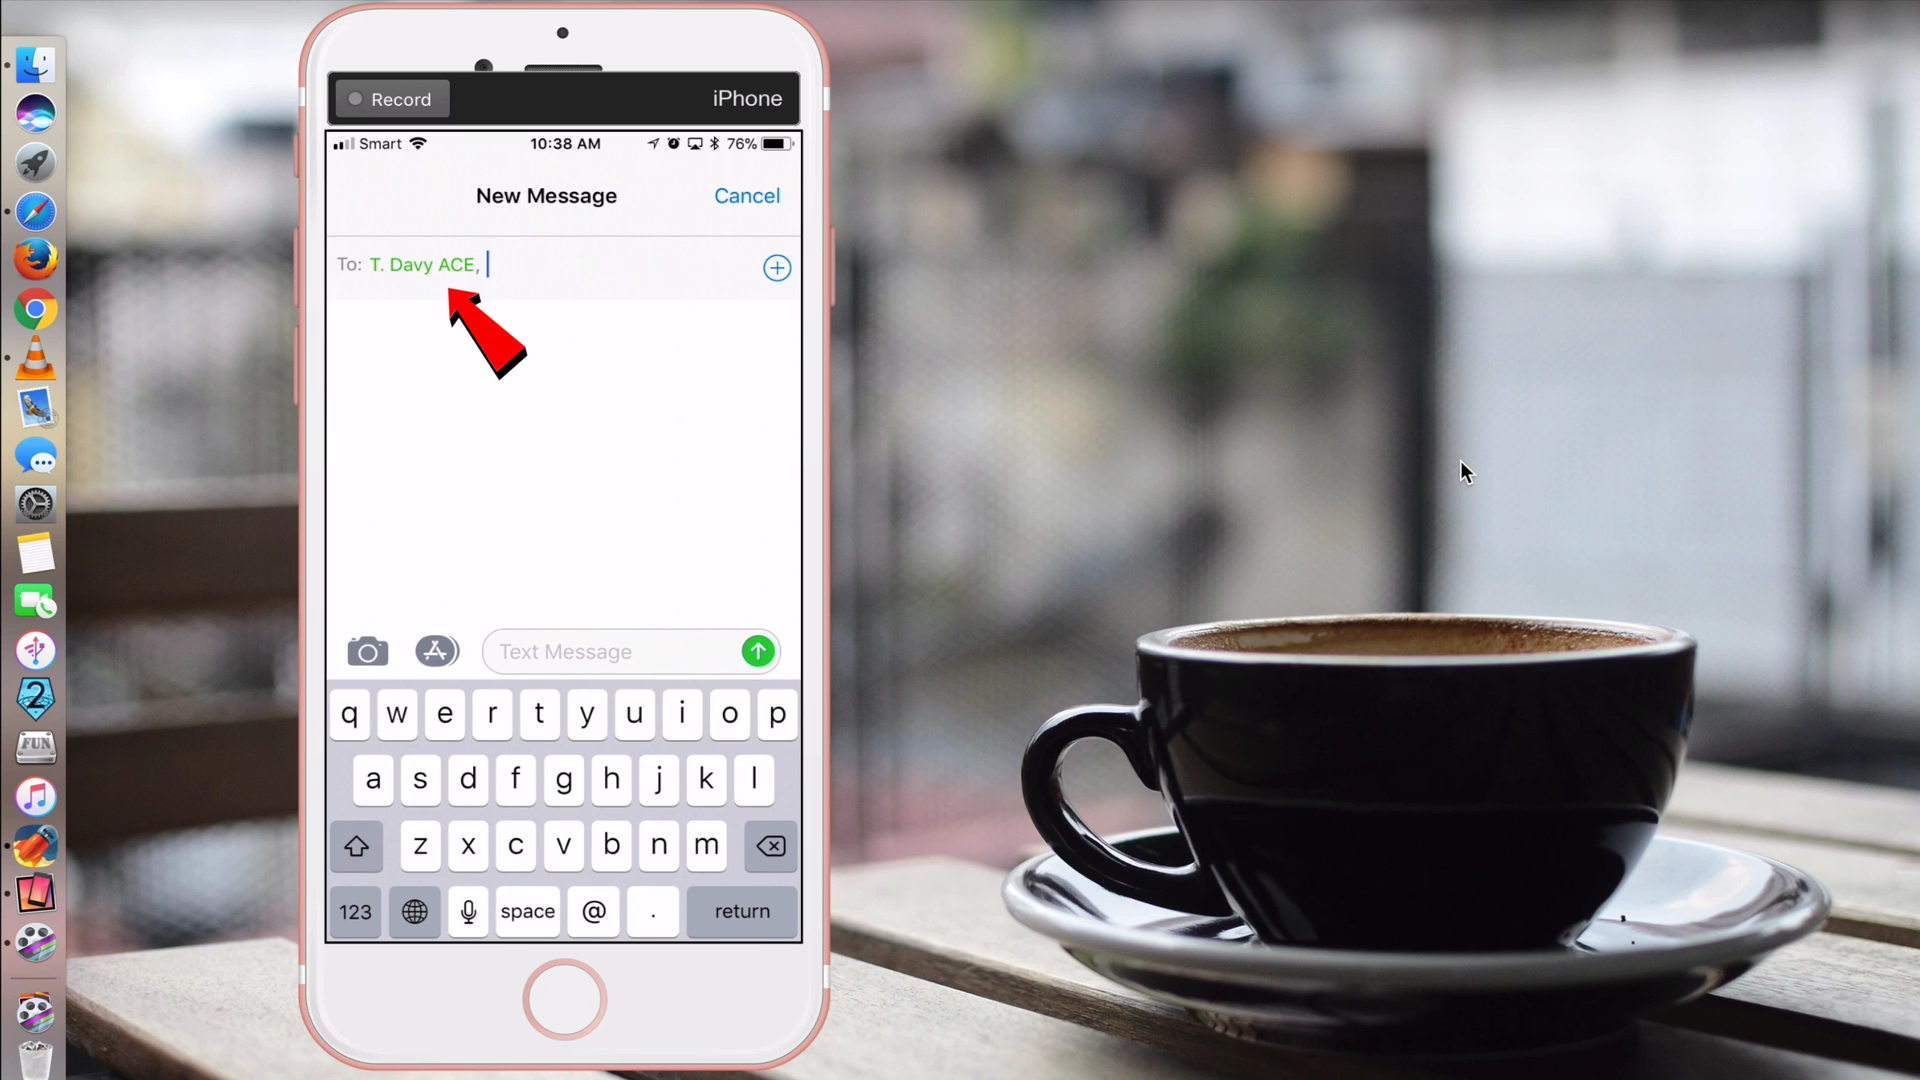 Record
iPhone
Smart 10:38 AM 76%
New Message Cancel
To: T. Davy ACE,
Text Message
q w e r t y u i o p
a s d f g h j k l
z x c v b n m
123 space @ . return
2
FUN